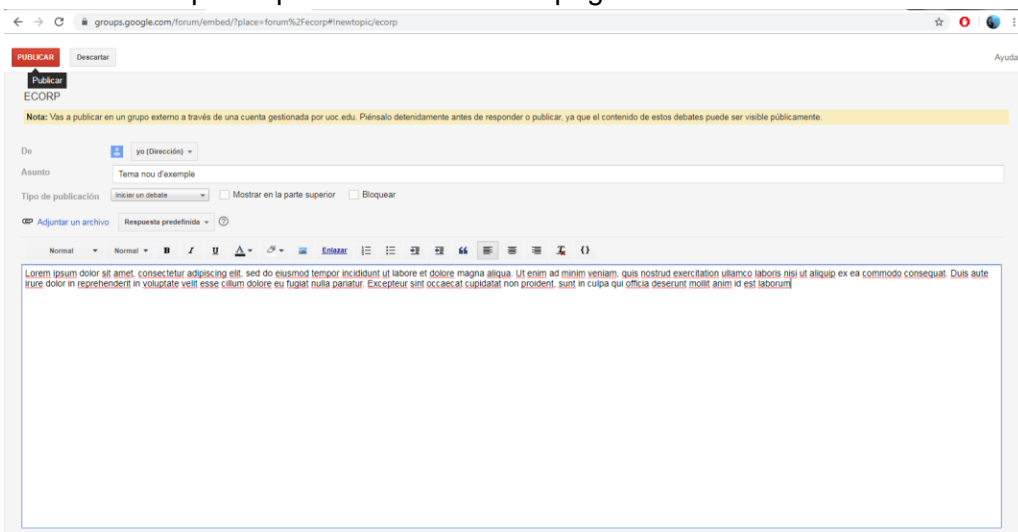 groups.google.com/forum/embed/?place=forum%2Fecorp#!newtopic/ecorp
PUBLICAR Descartar Ayuda
Publicar
ECORP
Nota: Vas a publicar en un grupo externo a través de una cuenta gestionada por uoc.edu. Piénsalo detenidamente antes de responder o publicar, ya que el contenido de estos debates puede ser visible públicamente.
De yo (Dirección)
Asunto Tema nou d'exemple
Tipo de publicación Iniciar un debate Mostrar en la parte superior Bloquear
Adjuntar un archivo Respuesta predefinida
Normal Normal B I U A Enlazar {}
Lorem ipsum dolor sit amet, consectetur adipiscing elit, sed do eiusmod tempor incididunt ut labore et dolore magna aliqua. Ut enim ad minim veniam, quis nostrud exercitation ullamco laboris nisi ut aliquip ex ea commodo consequat. Duis aute
irure dolor in reprehenderit in voluptate velit esse cillum dolore eu fugiat nulla pariatur. Excepteur sint occaecat cupidatat non proident, sunt in culpa qui officia deserunt mollit anim id est laborum